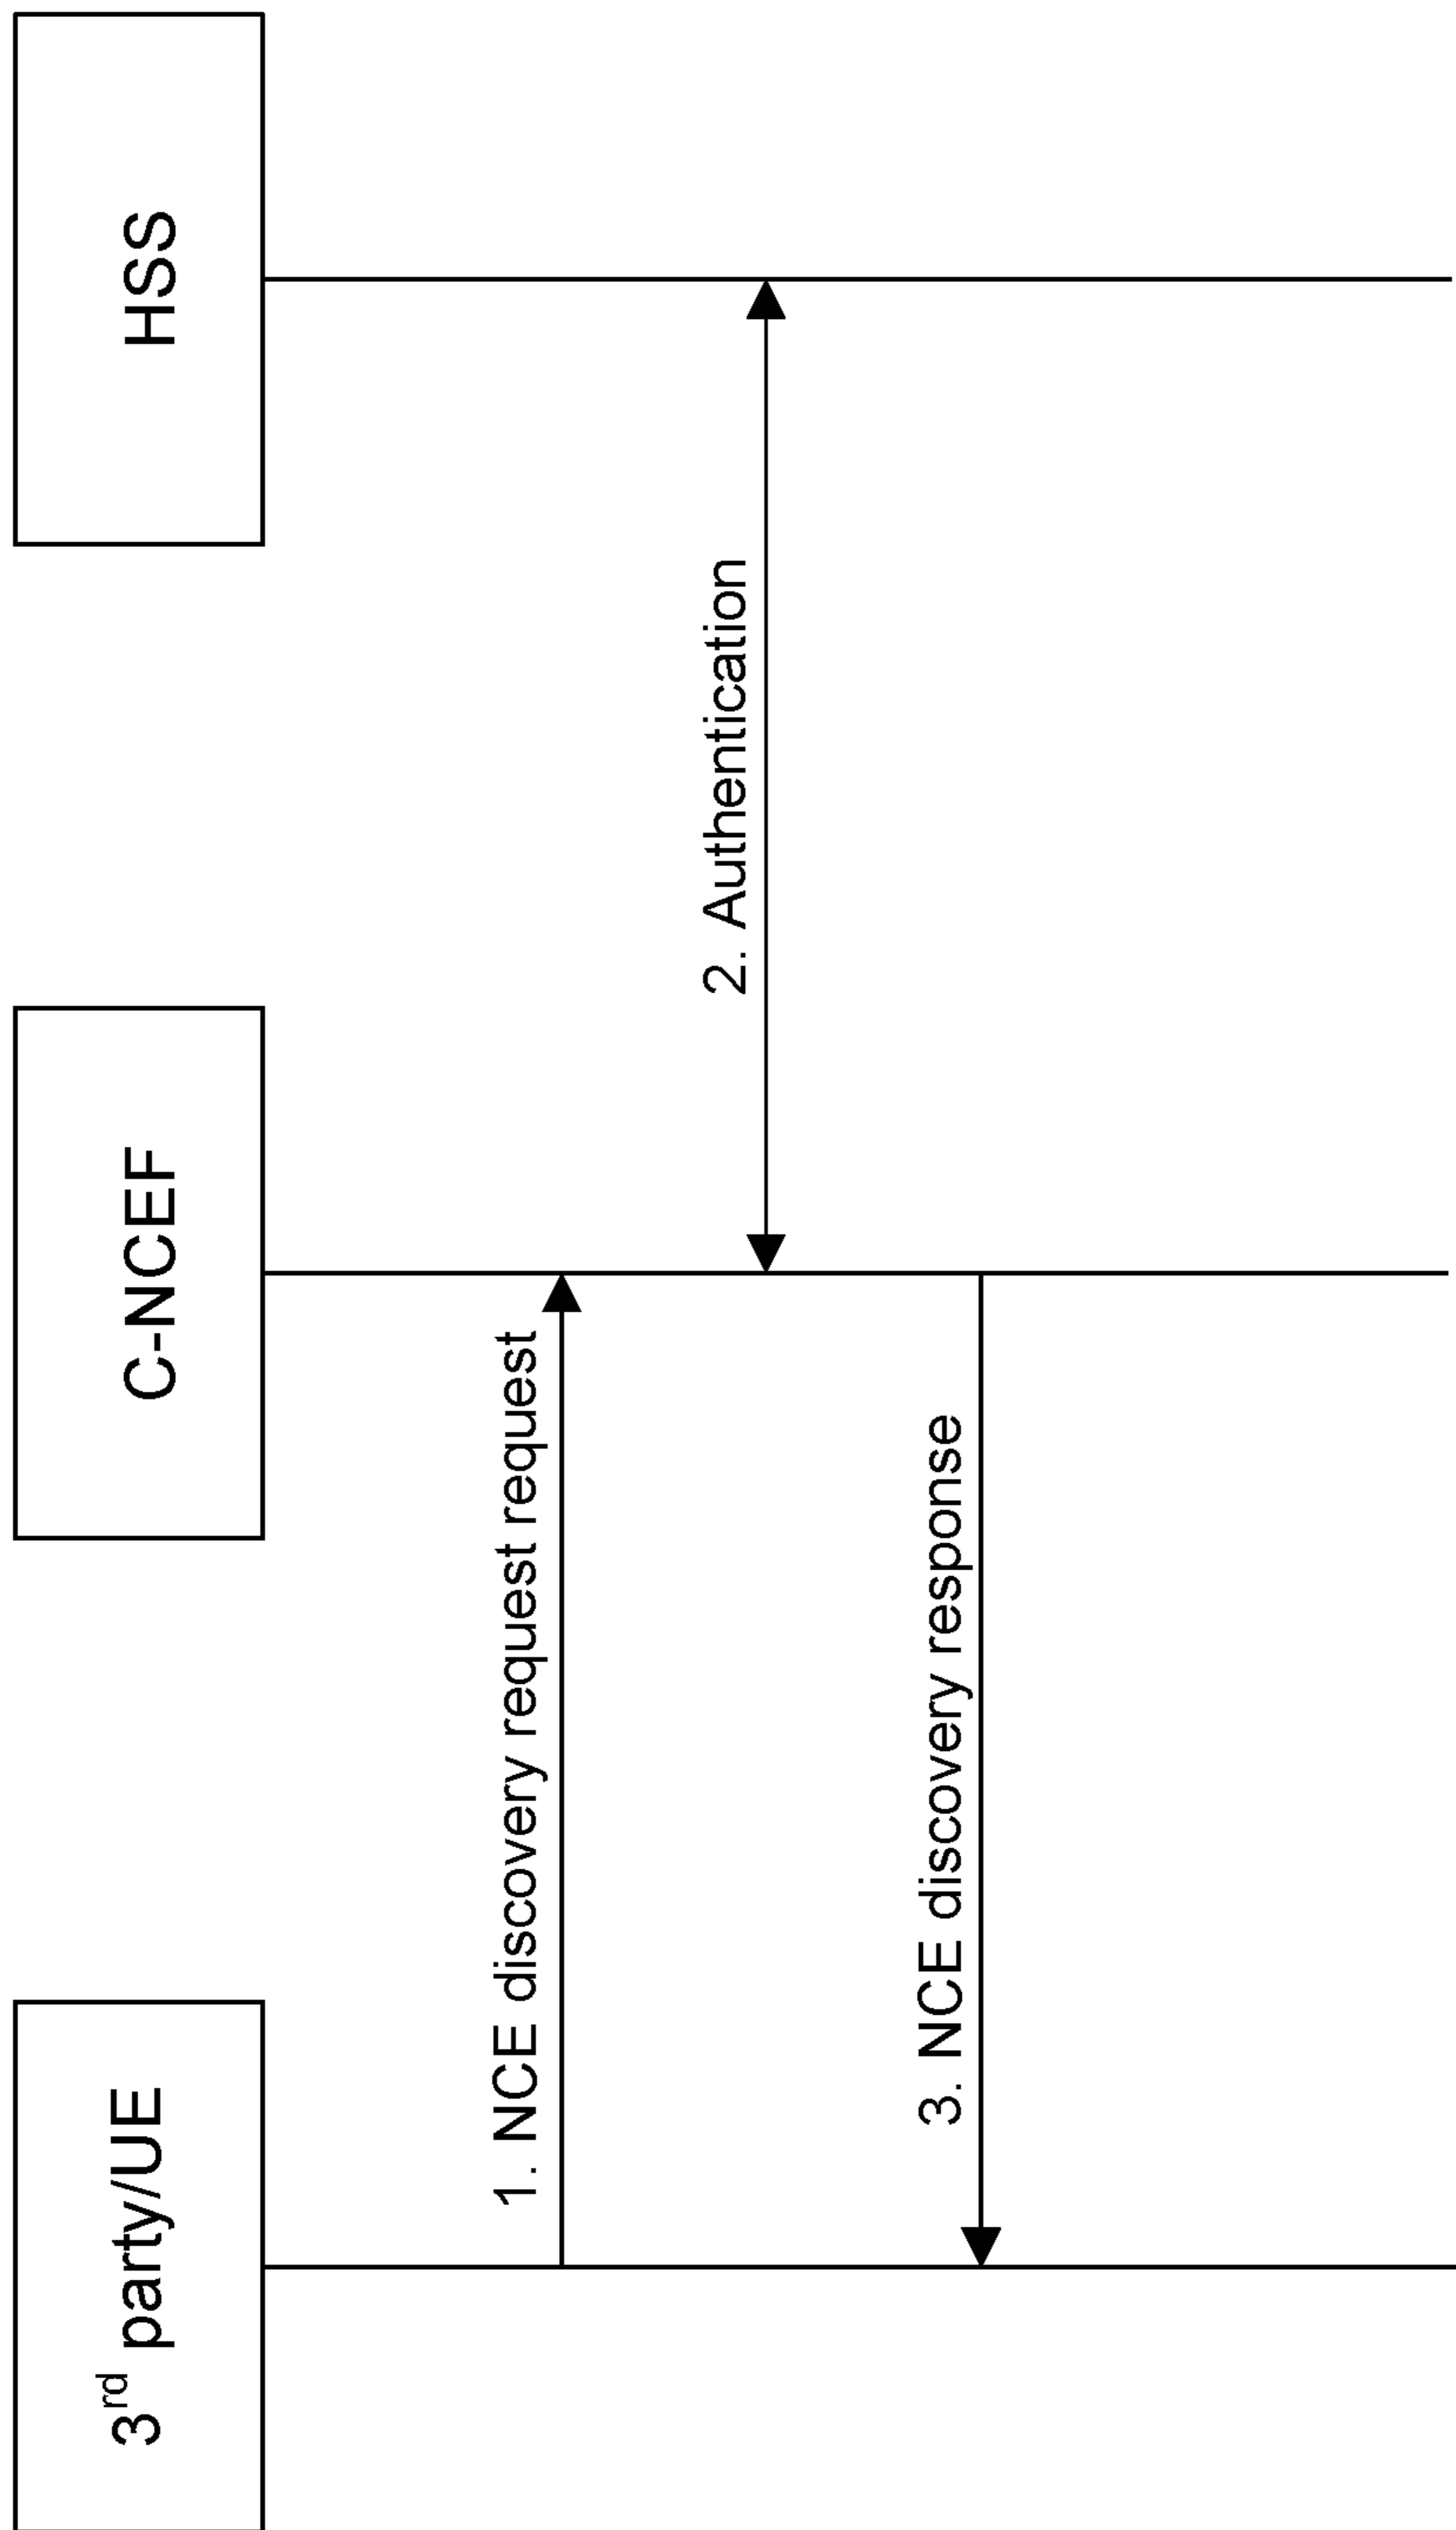 3rd party/UE
C-NCEF
HSS
1. NCE discovery request request
2. Authentication
3. NCE discovery response